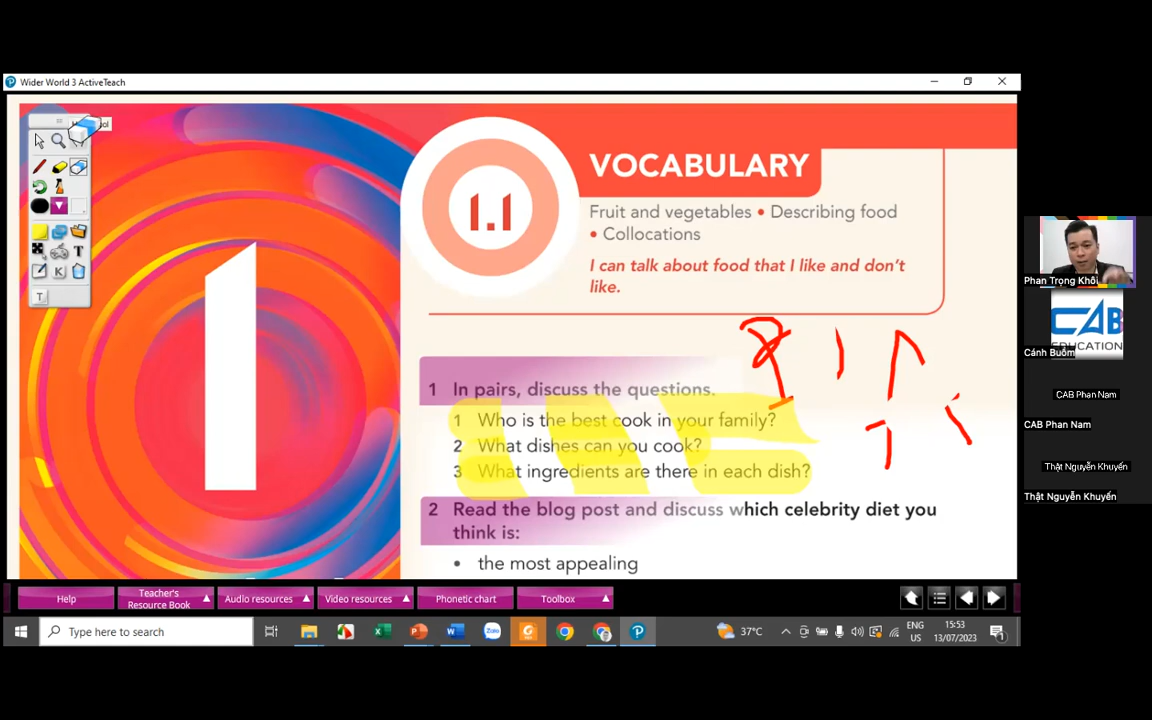 Wider World 3 ActiveTeach
1.1
VOCABULARY
Fruit and vegetables • Describing food
• Collocations
I can talk about food that I like and don't
like.
1
1 In pairs, discuss the questions.
1 Who is the best cook in your family?
2 What dishes can you cook?
3 What ingredients are there in each dish?
2 Read the blog post and discuss which celebrity diet you
think is:
• the most appealing
T
K
T
Help
Teacher's
Resource Book
Audio resources
Video resources
Phonetic chart
Toolbox
Type here to search
Zalo
37°C
ENG
US
15:53
13/07/2023
1
Phan Trọng Khôi
CAB
EDUCATION
Cánh Buồm
CAB Phan Nam
CAB Phan Nam
Thật Nguyễn Khuyến
Thật Nguyễn Khuyến